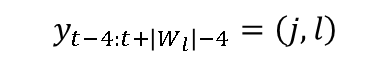 $y_{t-4:t+|W_l|-4} = (j, l)$